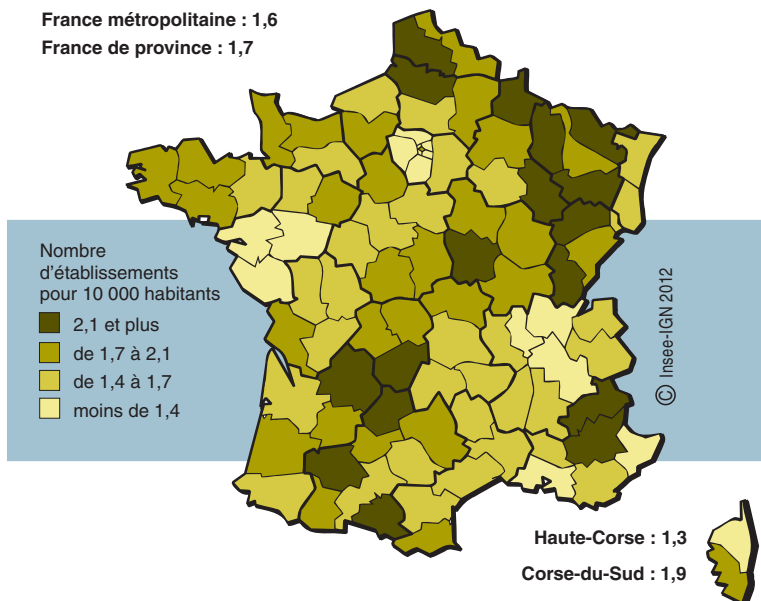 France métropolitaine : 1,6
France de province : 1,7
Nombre
d'établissements
pour 10 000 habitants
2,1 et plus
de 1,7 à 2,1
de 1,4 à 1,7
moins de 1,4
© Insee-IGN 2012
Haute-Corse : 1,3
Corse-du-Sud : 1,9